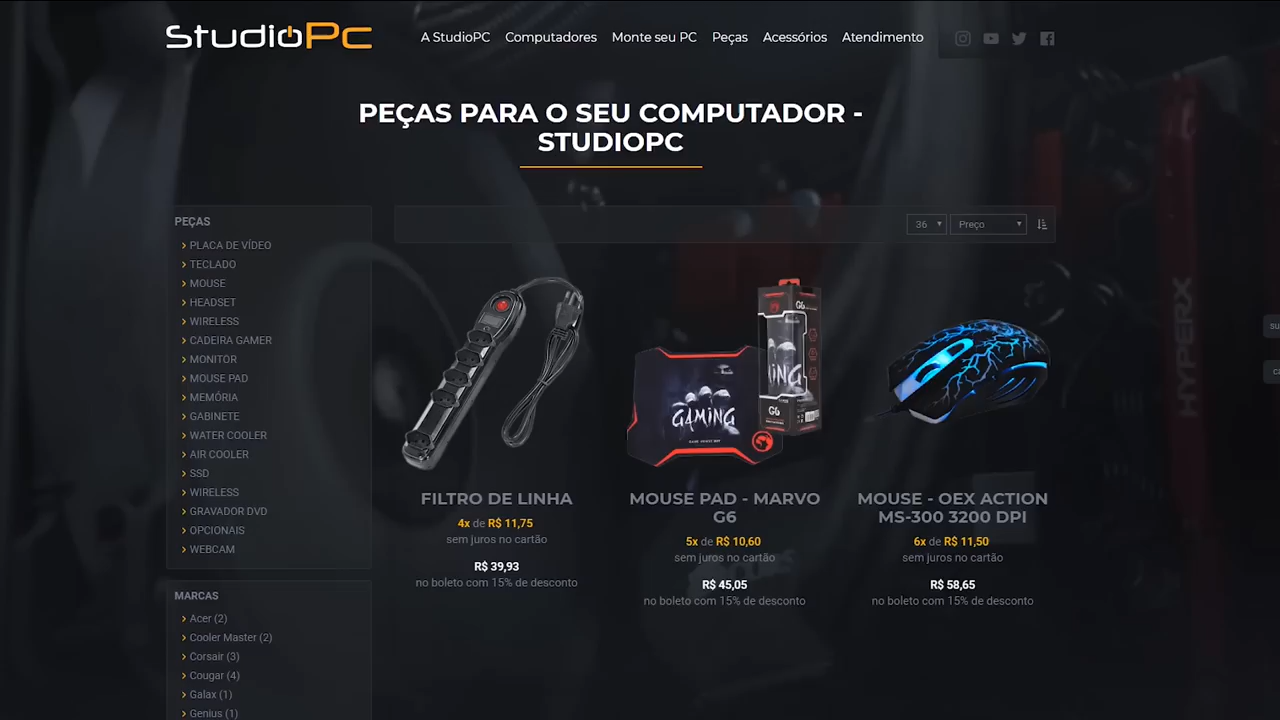 StudioPc
A StudioPC
Computadores
Monte seu PC
Peças
Acessórios
Atendimento
PEÇAS PARA O SEU COMPUTADOR -
STUDIOPC
PEÇAS
PLACA DE VÍDEO
TECLADO
MOUSE
HEADSET
WIRELESS
CADEIRA GAMER
MONITOR
MOUSE PAD
MEMÓRIA
GABINETE
WATER COOLER
AIR COOLER
SSD
WIRELESS
GRAVADOR DVD
OPCIONAIS
WEBCAM
MARCAS
Acer (2)
Cooler Master (2)
Corsair (3)
Cougar (4)
Galax (1)
Genius (1)
36
Preço
FILTRO DE LINHA
4x de R$ 11,75
sem juros no cartão
R$ 39,93
no boleto com 15% de desconto
G6
GAMING
G6
MOUSE PAD - MARVO
G6
5x de R$ 10,60
sem juros no cartão
R$ 45,05
no boleto com 15% de desconto
MOUSE - OEX ACTION
MS-300 3200 DPI
6x de R$ 11,50
sem juros no cartão
R$ 58,65
no boleto com 15% de desconto
HYPERX